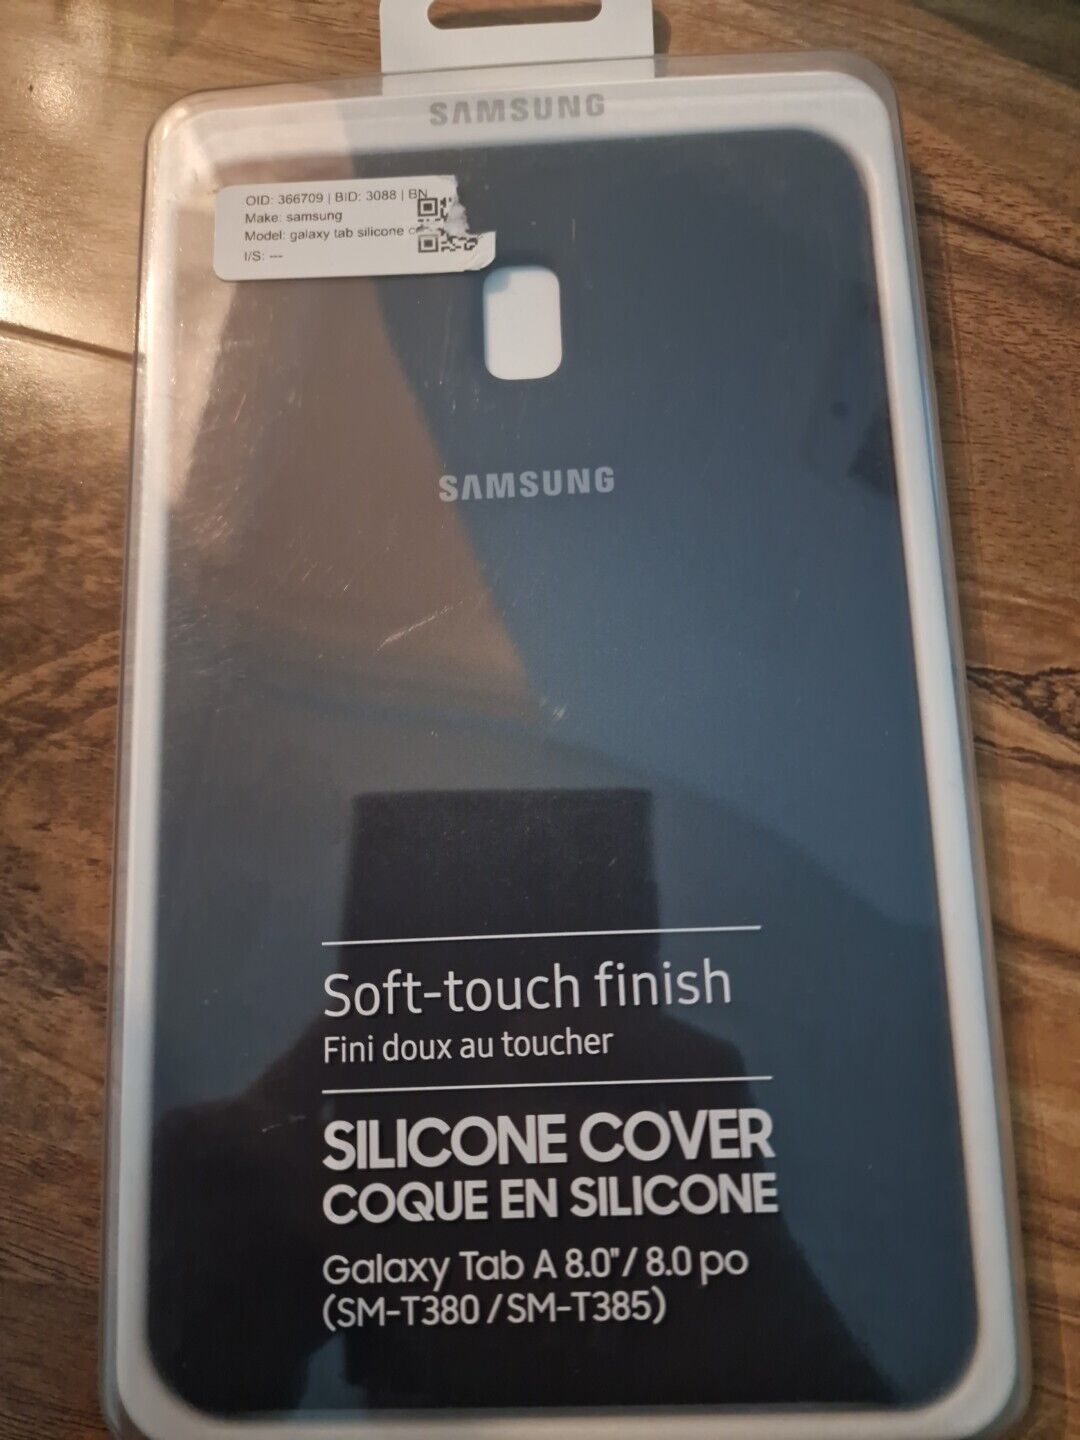 SAMSUNG
OID: 366709 | BID: 3088 | BN
Make: samsung
Model: galaxy tab silicone
I/S: ---
SAMSUNG
Soft-touch finish
Fini doux au toucher
SILICONE COVER
COQUE EN SILICONE
Galaxy Tab A 8.0"/ 8.0 po
(SM-T380 / SM-T385)